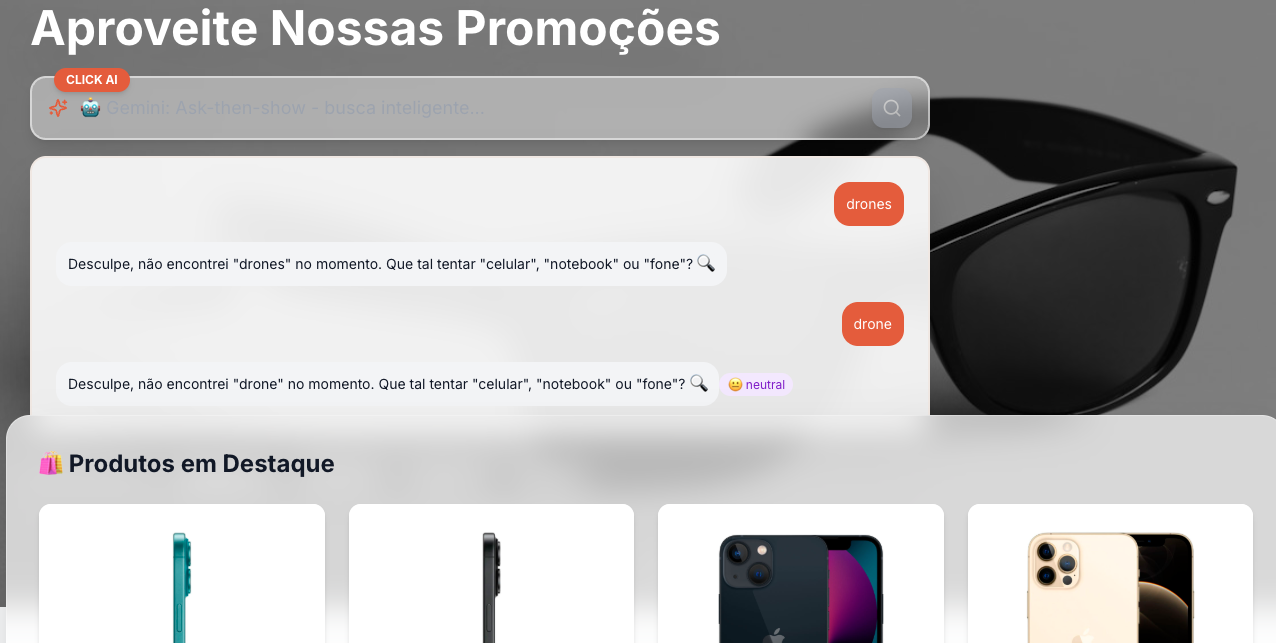 Aproveite Nossas Promoções
CLICK AI
🤖 Gemini: Ask-then-show - busca inteligente...
drones
Desculpe, não encontrei "drones" no momento. Que tal tentar "celular", "notebook" ou "fone"? 🔍
drone
Desculpe, não encontrei "drone" no momento. Que tal tentar "celular", "notebook" ou "fone"? 🔍
😐 neutral
🛍️ Produtos em Destaque